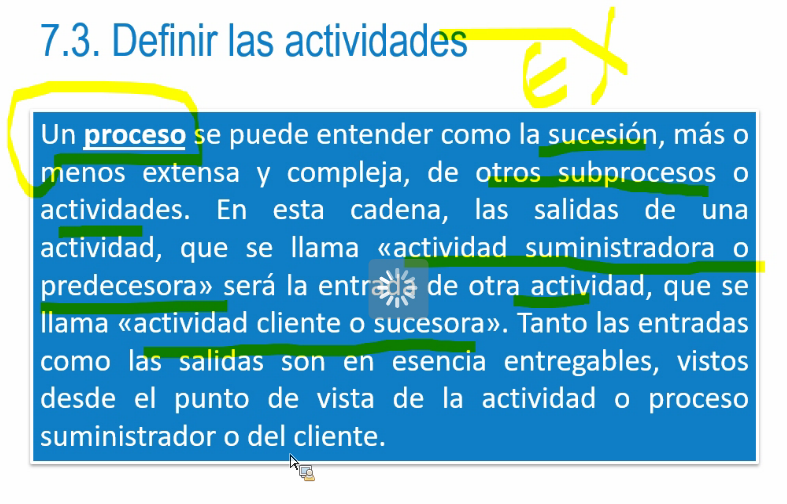 7.3. Definir las actividades
Ex
Un proceso se puede entender como la sucesión, más o
menos extensa y compleja, de otros subprocesos o
actividades. En esta cadena, las salidas de una
actividad, que se llama «actividad suministradora o
predecesora» será la entrada de otra actividad, que se
llama «actividad cliente o sucesora». Tanto las entradas
como las salidas son en esencia entregables, vistos
desde el punto de vista de la actividad o proceso
suministrador o del cliente.